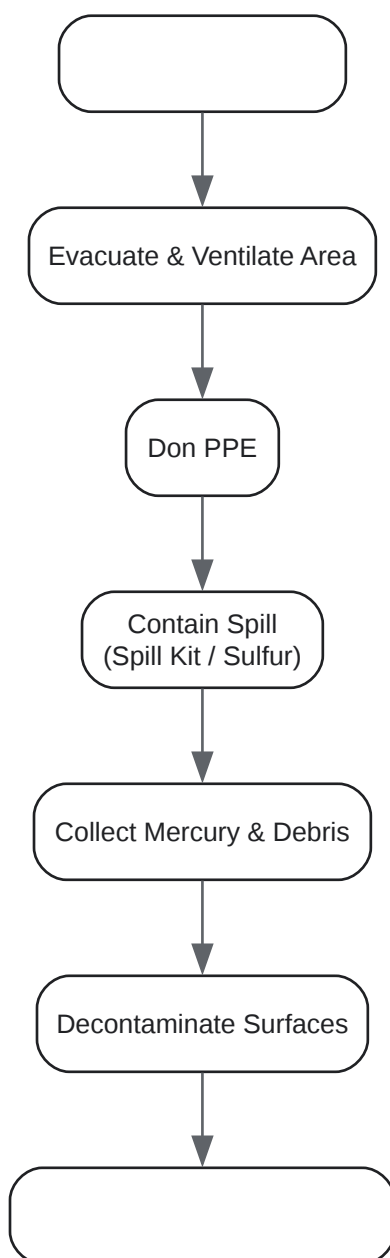 Evacuate & Ventilate Area
Don PPE
Contain Spill
(Spill Kit / Sulfur)
Collect Mercury & Debris
Decontaminate Surfaces